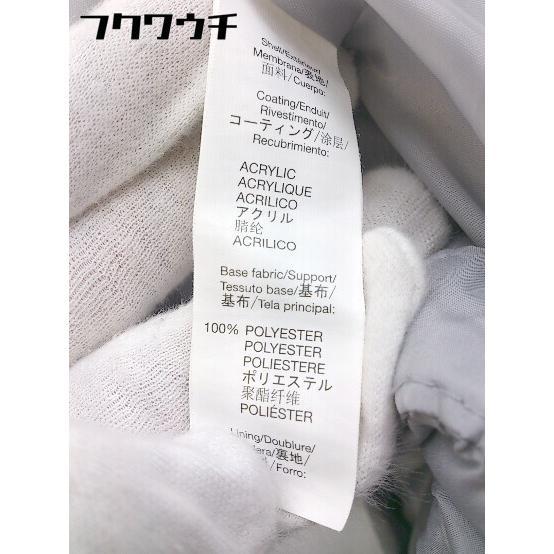 フクワウチ
Shell/Exterieur/
Membrana/表地/
面料/Cuerpo:
Coating/Enduit/
Rivestimento/
コーティング/涂层/
Recubrimiento:
ACRYLIC
ACRYLIQUE
ACRILICO
アクリル
腈纶
ACRILICO
Base fabric/Support/
Tessuto base/基布/
基布/Tela principal:
100% POLYESTER
POLYESTER
POLIESTERE
ポリエステル
聚酯纤维
POLIÉSTER
Lining/Doublure/
裏地/
Forro: